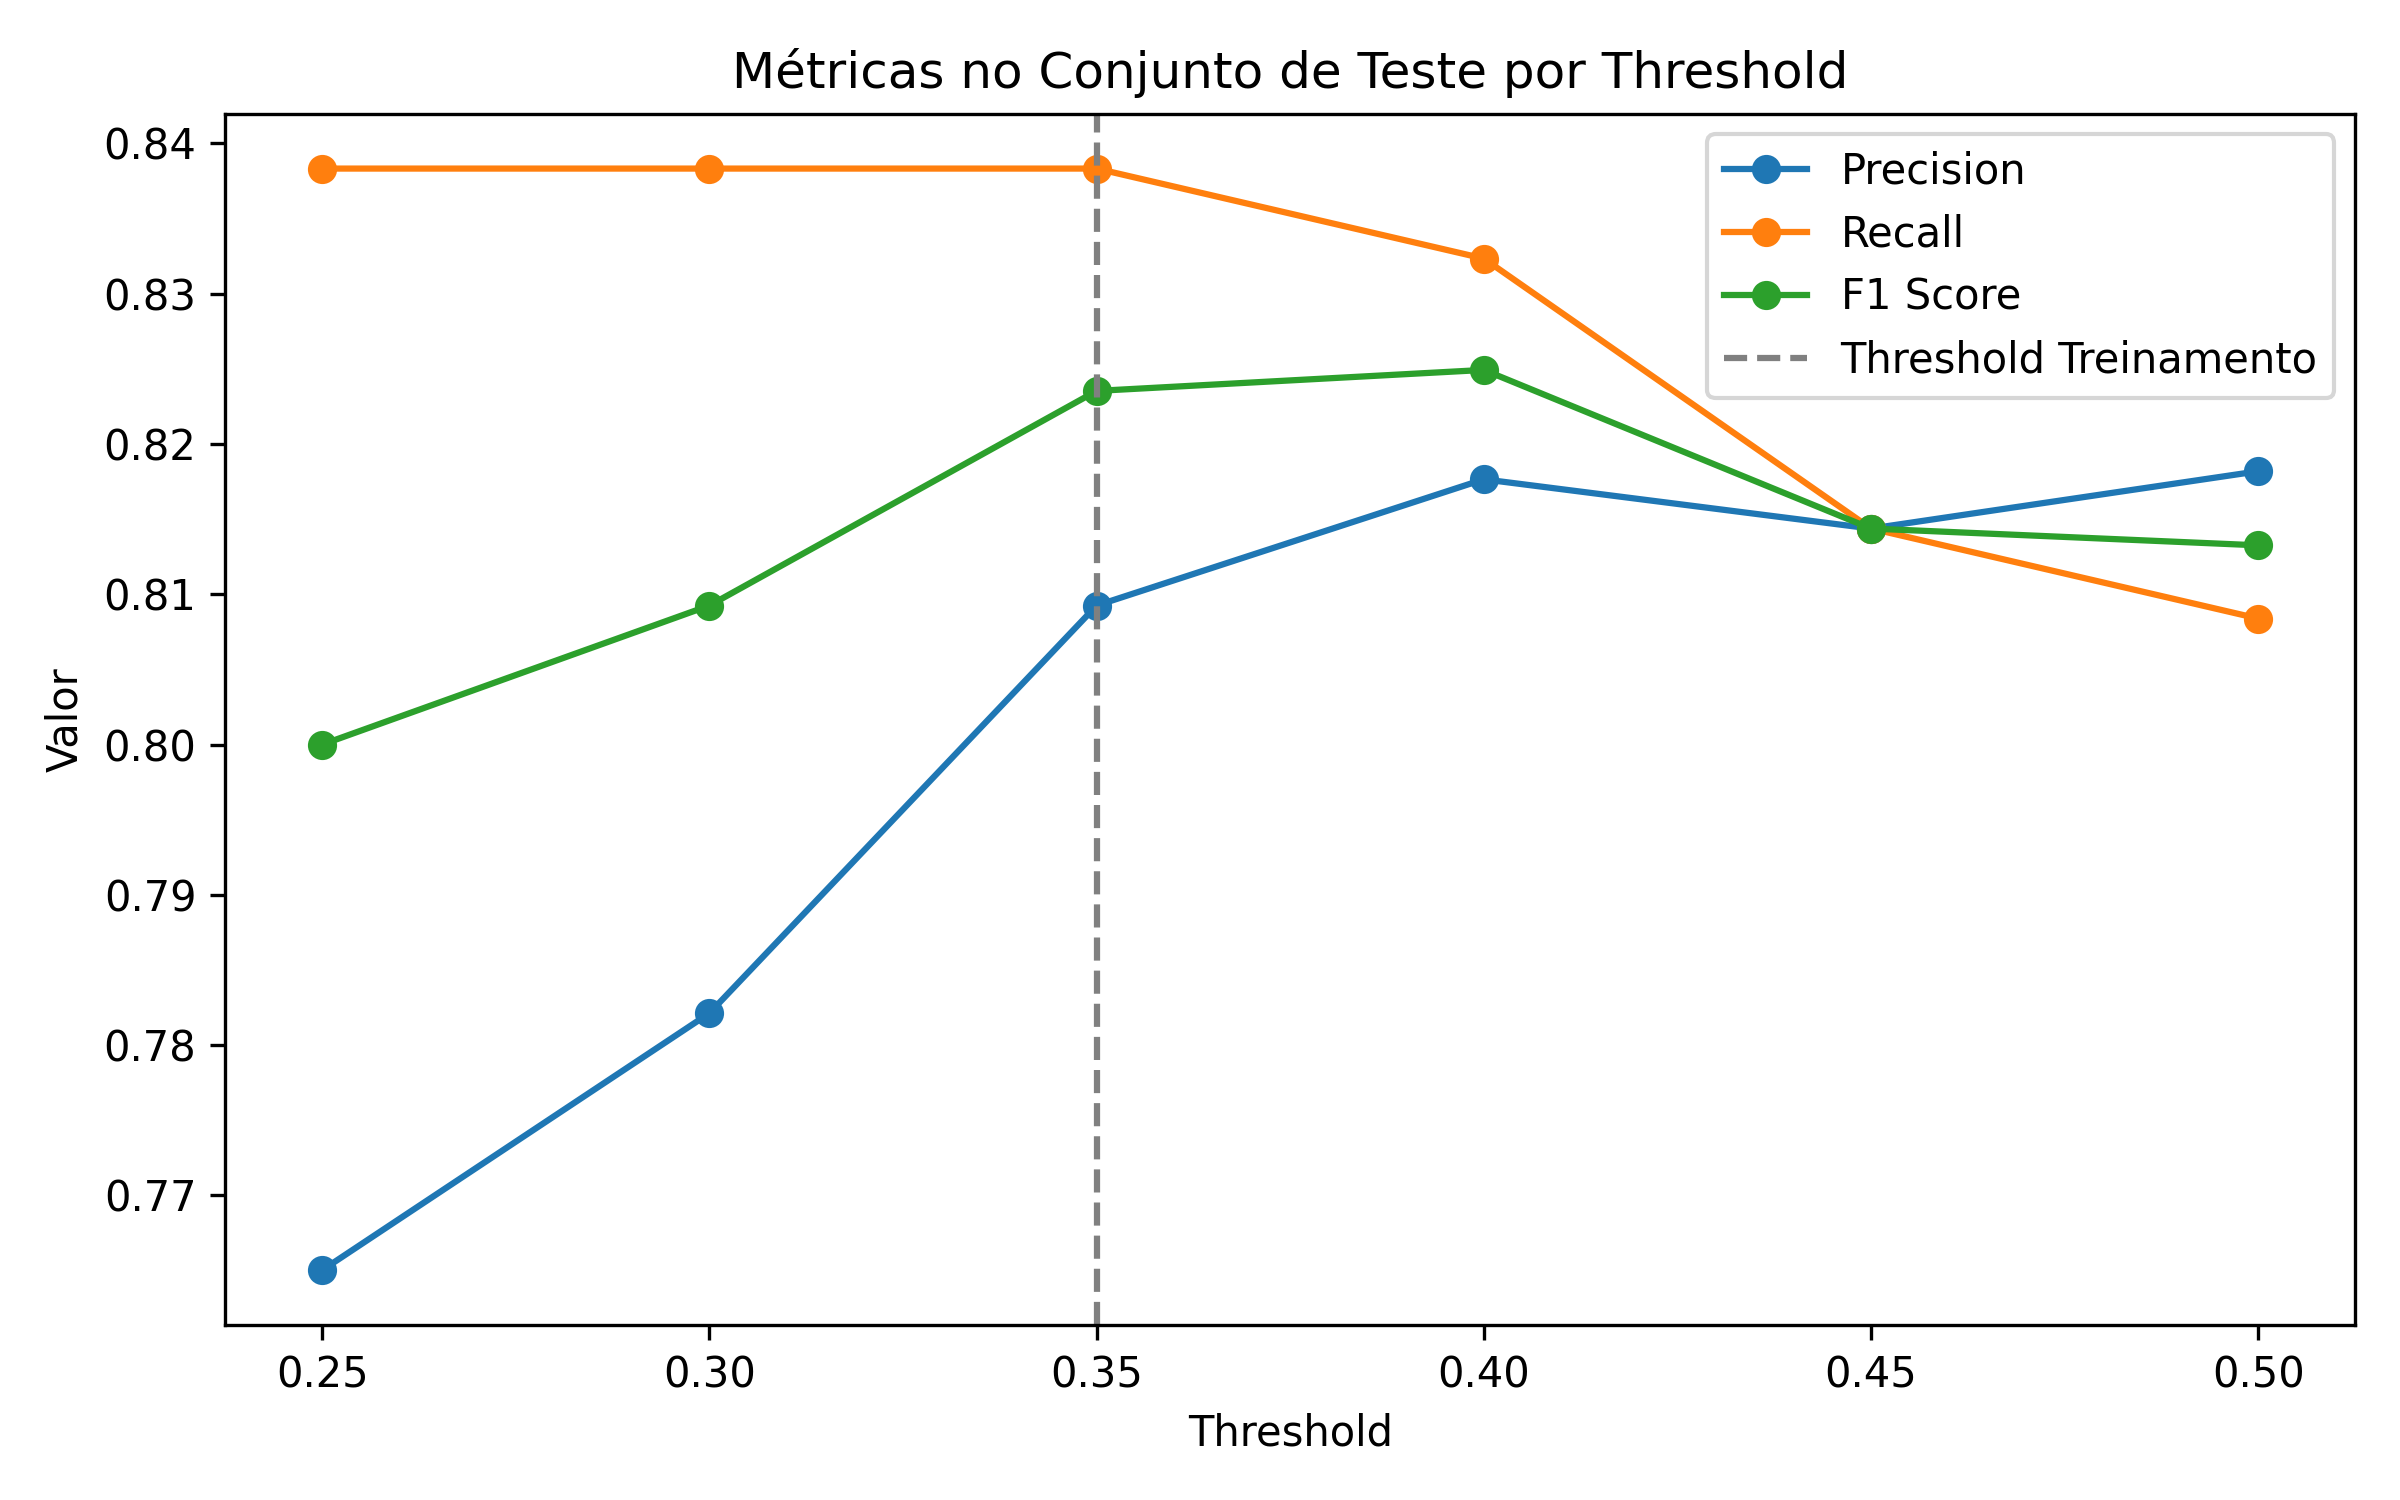 Métricas no Conjunto de Teste por Threshold
0.84
0.83
0.82
0.81
0.80
0.79
0.78
0.77
Valor
Precision
Recall
F1 Score
Threshold Treinamento
0.25 0.30 0.35 0.40 0.45 0.50
Threshold